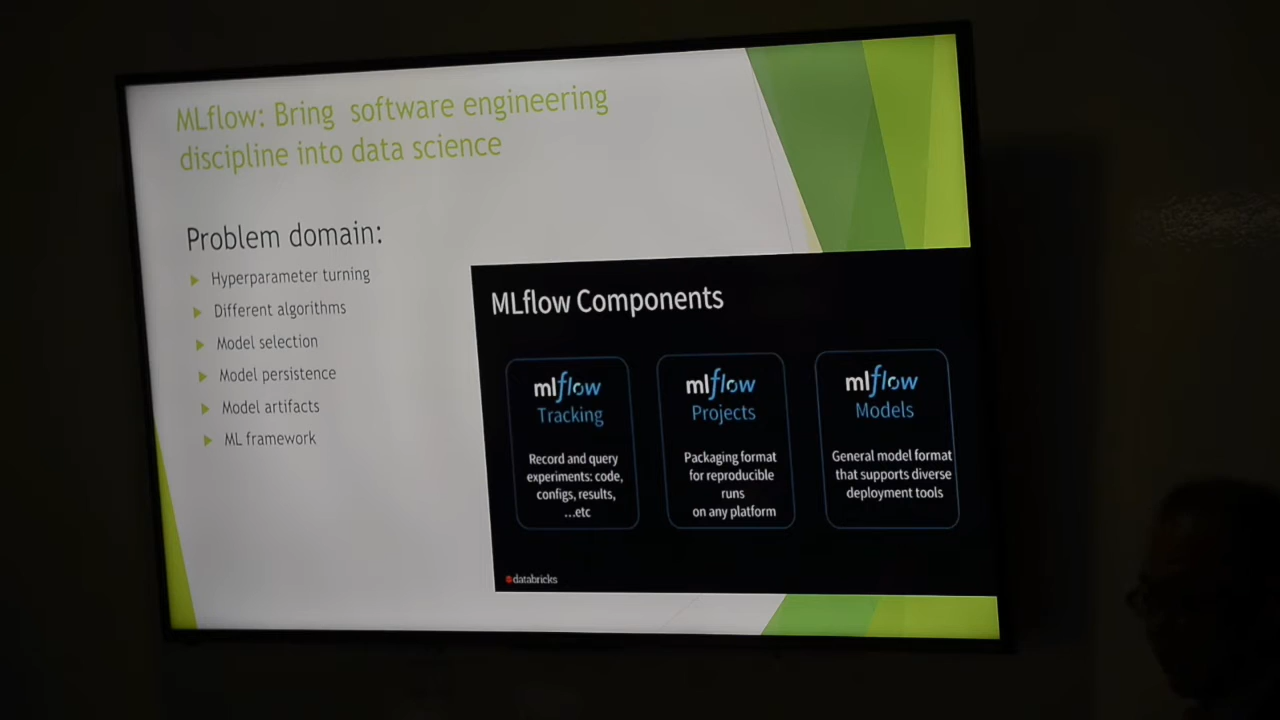 MLflow: Bring software engineering
discipline into data science
Problem domain:
Hyperparameter turning
Different algorithms
Model selection
Model persistence
Model artifacts
ML framework
MLflow Components
mlflow
Tracking
Record and query
experiments: code,
configs, results,
...etc
mlflow
Projects
Packaging format
for reproducible
runs
on any platform
mlflow
Models
General model format
that supports diverse
deployment tools
databricks